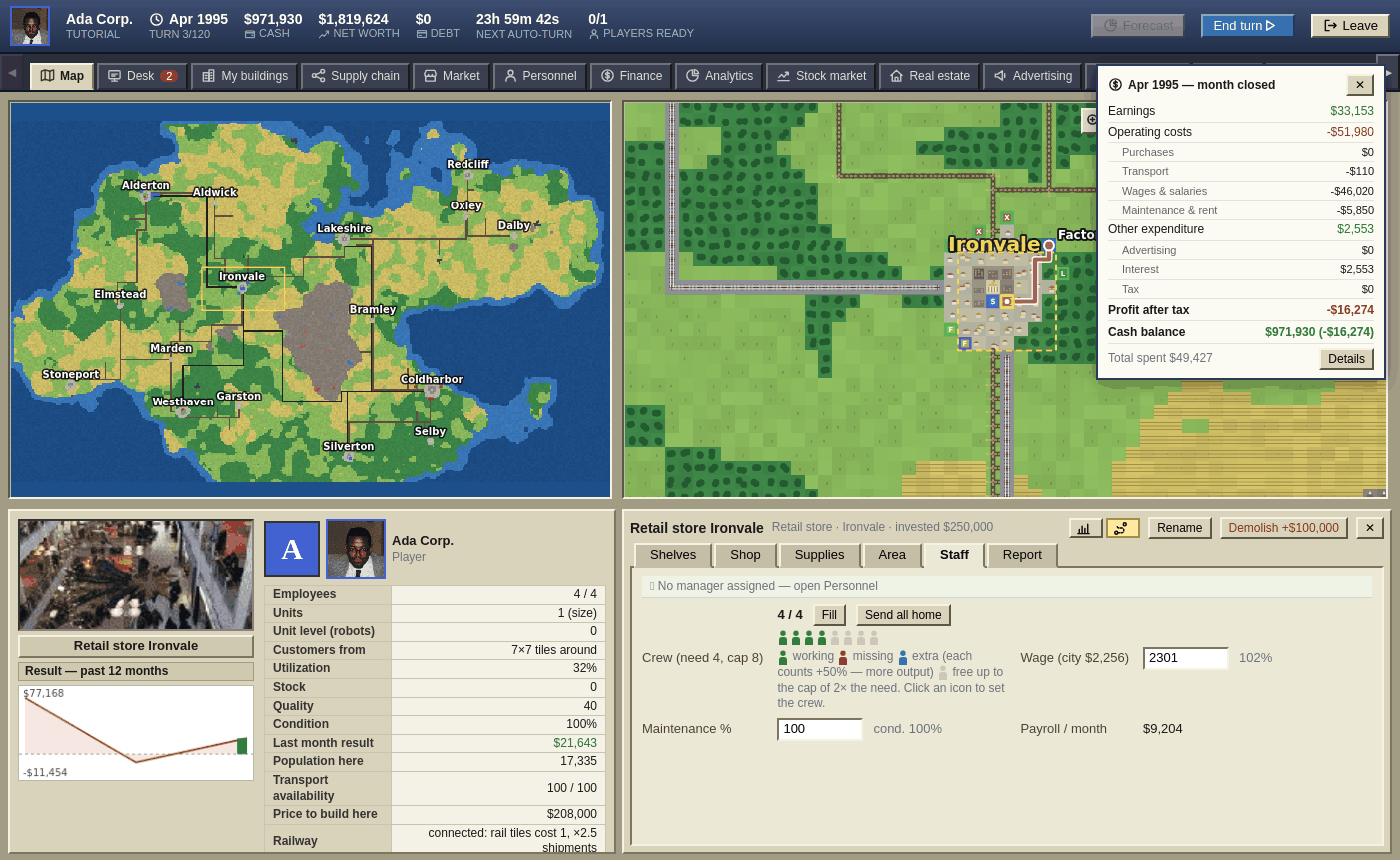 Ada Corp.
TUTORIAL
Apr 1995
TURN 3/120
$971,930
CASH
$1,819,624
NET WORTH
$0
DEBT
23h 59m 42s
NEXT AUTO-TURN
0/1
PLAYERS READY
Forecast
End turn
Leave
Map
Desk 2
My buildings
Supply chain
Market
Personnel
Finance
Analytics
Stock market
Real estate
Advertising
Alderton
Aldwick
Redcliff
Oxley
Dalby
Lakeshire
Ironvale
Elmstead
Bramley
Marden
Stoneport
Westhaven
Garston
Coldharbor
Selby
Silverton
Ironvale
Facto
X
X
L
S
F
F
Apr 1995 — month closed
✕
Earnings $33,153
Operating costs -$51,980
Purchases $0
Transport -$110
Wages & salaries -$46,020
Maintenance & rent -$5,850
Other expenditure $2,553
Advertising $0
Interest $2,553
Tax $0
Profit after tax -$16,274
Cash balance $971,930 (-$16,274)
Total spent $49,427
Details
Retail store Ironvale
Result — past 12 months
$77,168
-$11,454
A
Ada Corp.
Player
Employees 4 / 4
Units 1 (size)
Unit level (robots) 0
Customers from 7×7 tiles around
Utilization 32%
Stock 0
Quality 40
Condition 100%
Last month result $21,643
Population here 17,335
Transport availability 100 / 100
Price to build here $208,000
Railway connected: rail tiles cost 1, ×2.5 shipments
Retail store Ironvale
Retail store · Ironvale · invested $250,000
Rename
Demolish +$100,000
✕
Shelves
Shop
Supplies
Area
Staff
Report
No manager assigned — open Personnel
Crew (need 4, cap 8)
4 / 4
Fill
Send all home
working missing extra (each
counts +50% — more output) free up to
the cap of 2× the need. Click an icon to set
the crew.
Wage (city $2,256)
2301
102%
Maintenance %
100
cond. 100%
Payroll / month
$9,204